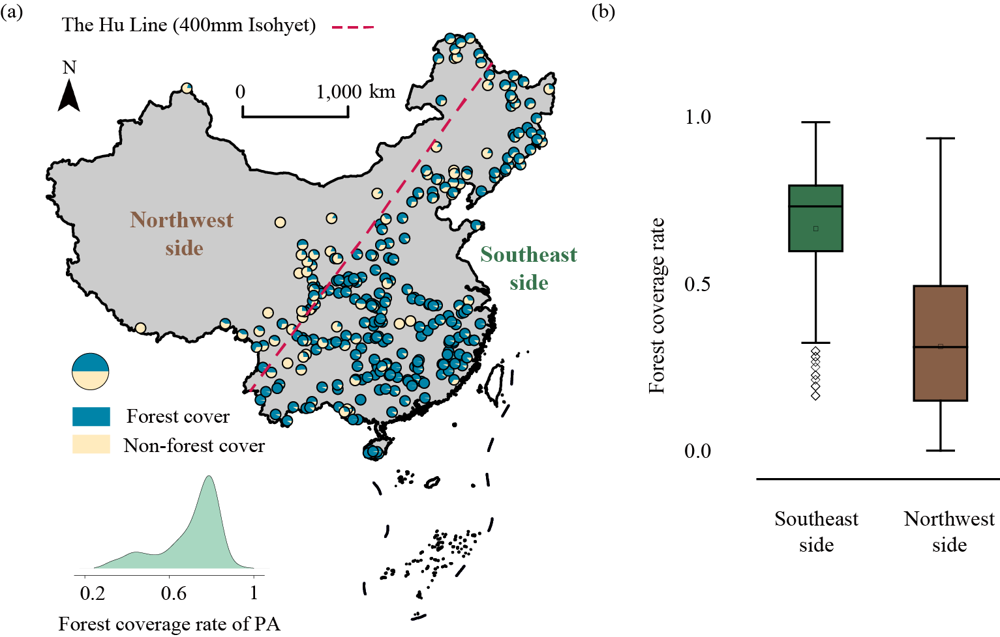 (a)
The Hu Line (400mm Isohyet)
N
0 1,000 km
Northwest
side
Southeast
side
Forest cover
Non-forest cover
0.2 0.6 1
Forest coverage rate of PA
(b)
Forest coverage rate
1.0
0.5
0.0
Southeast
side
Northwest
side